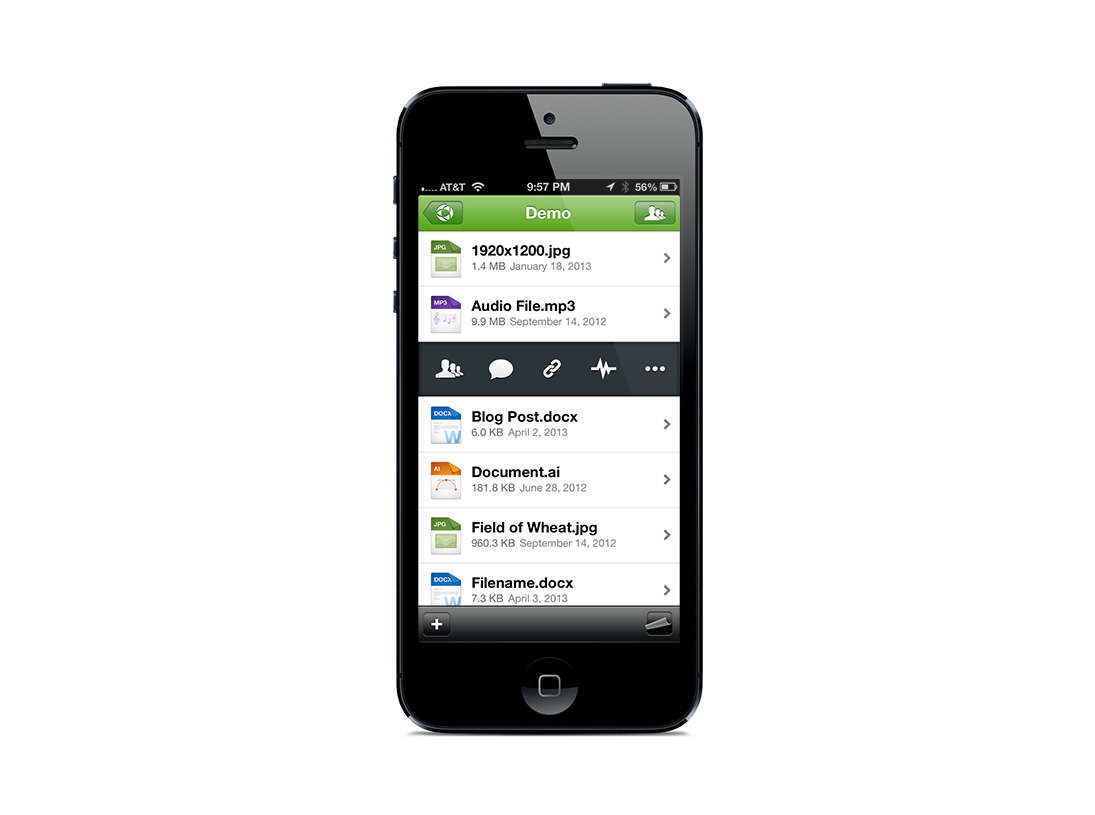 AT&T 9:57 PM 56%
Demo
JPG
1920x1200.jpg
1.4 MB January 18, 2013
MP3
Audio File.mp3
9.9 MB September 14, 2012
DOCX
Blog Post.docx
W
6.0 KB April 2, 2013
AI
Document.ai
181.8 KB June 28, 2012
JPG
Field of Wheat.jpg
960.3 KB September 14, 2012
DOCX
Filename.docx
W
7.3 KB April 3, 2013